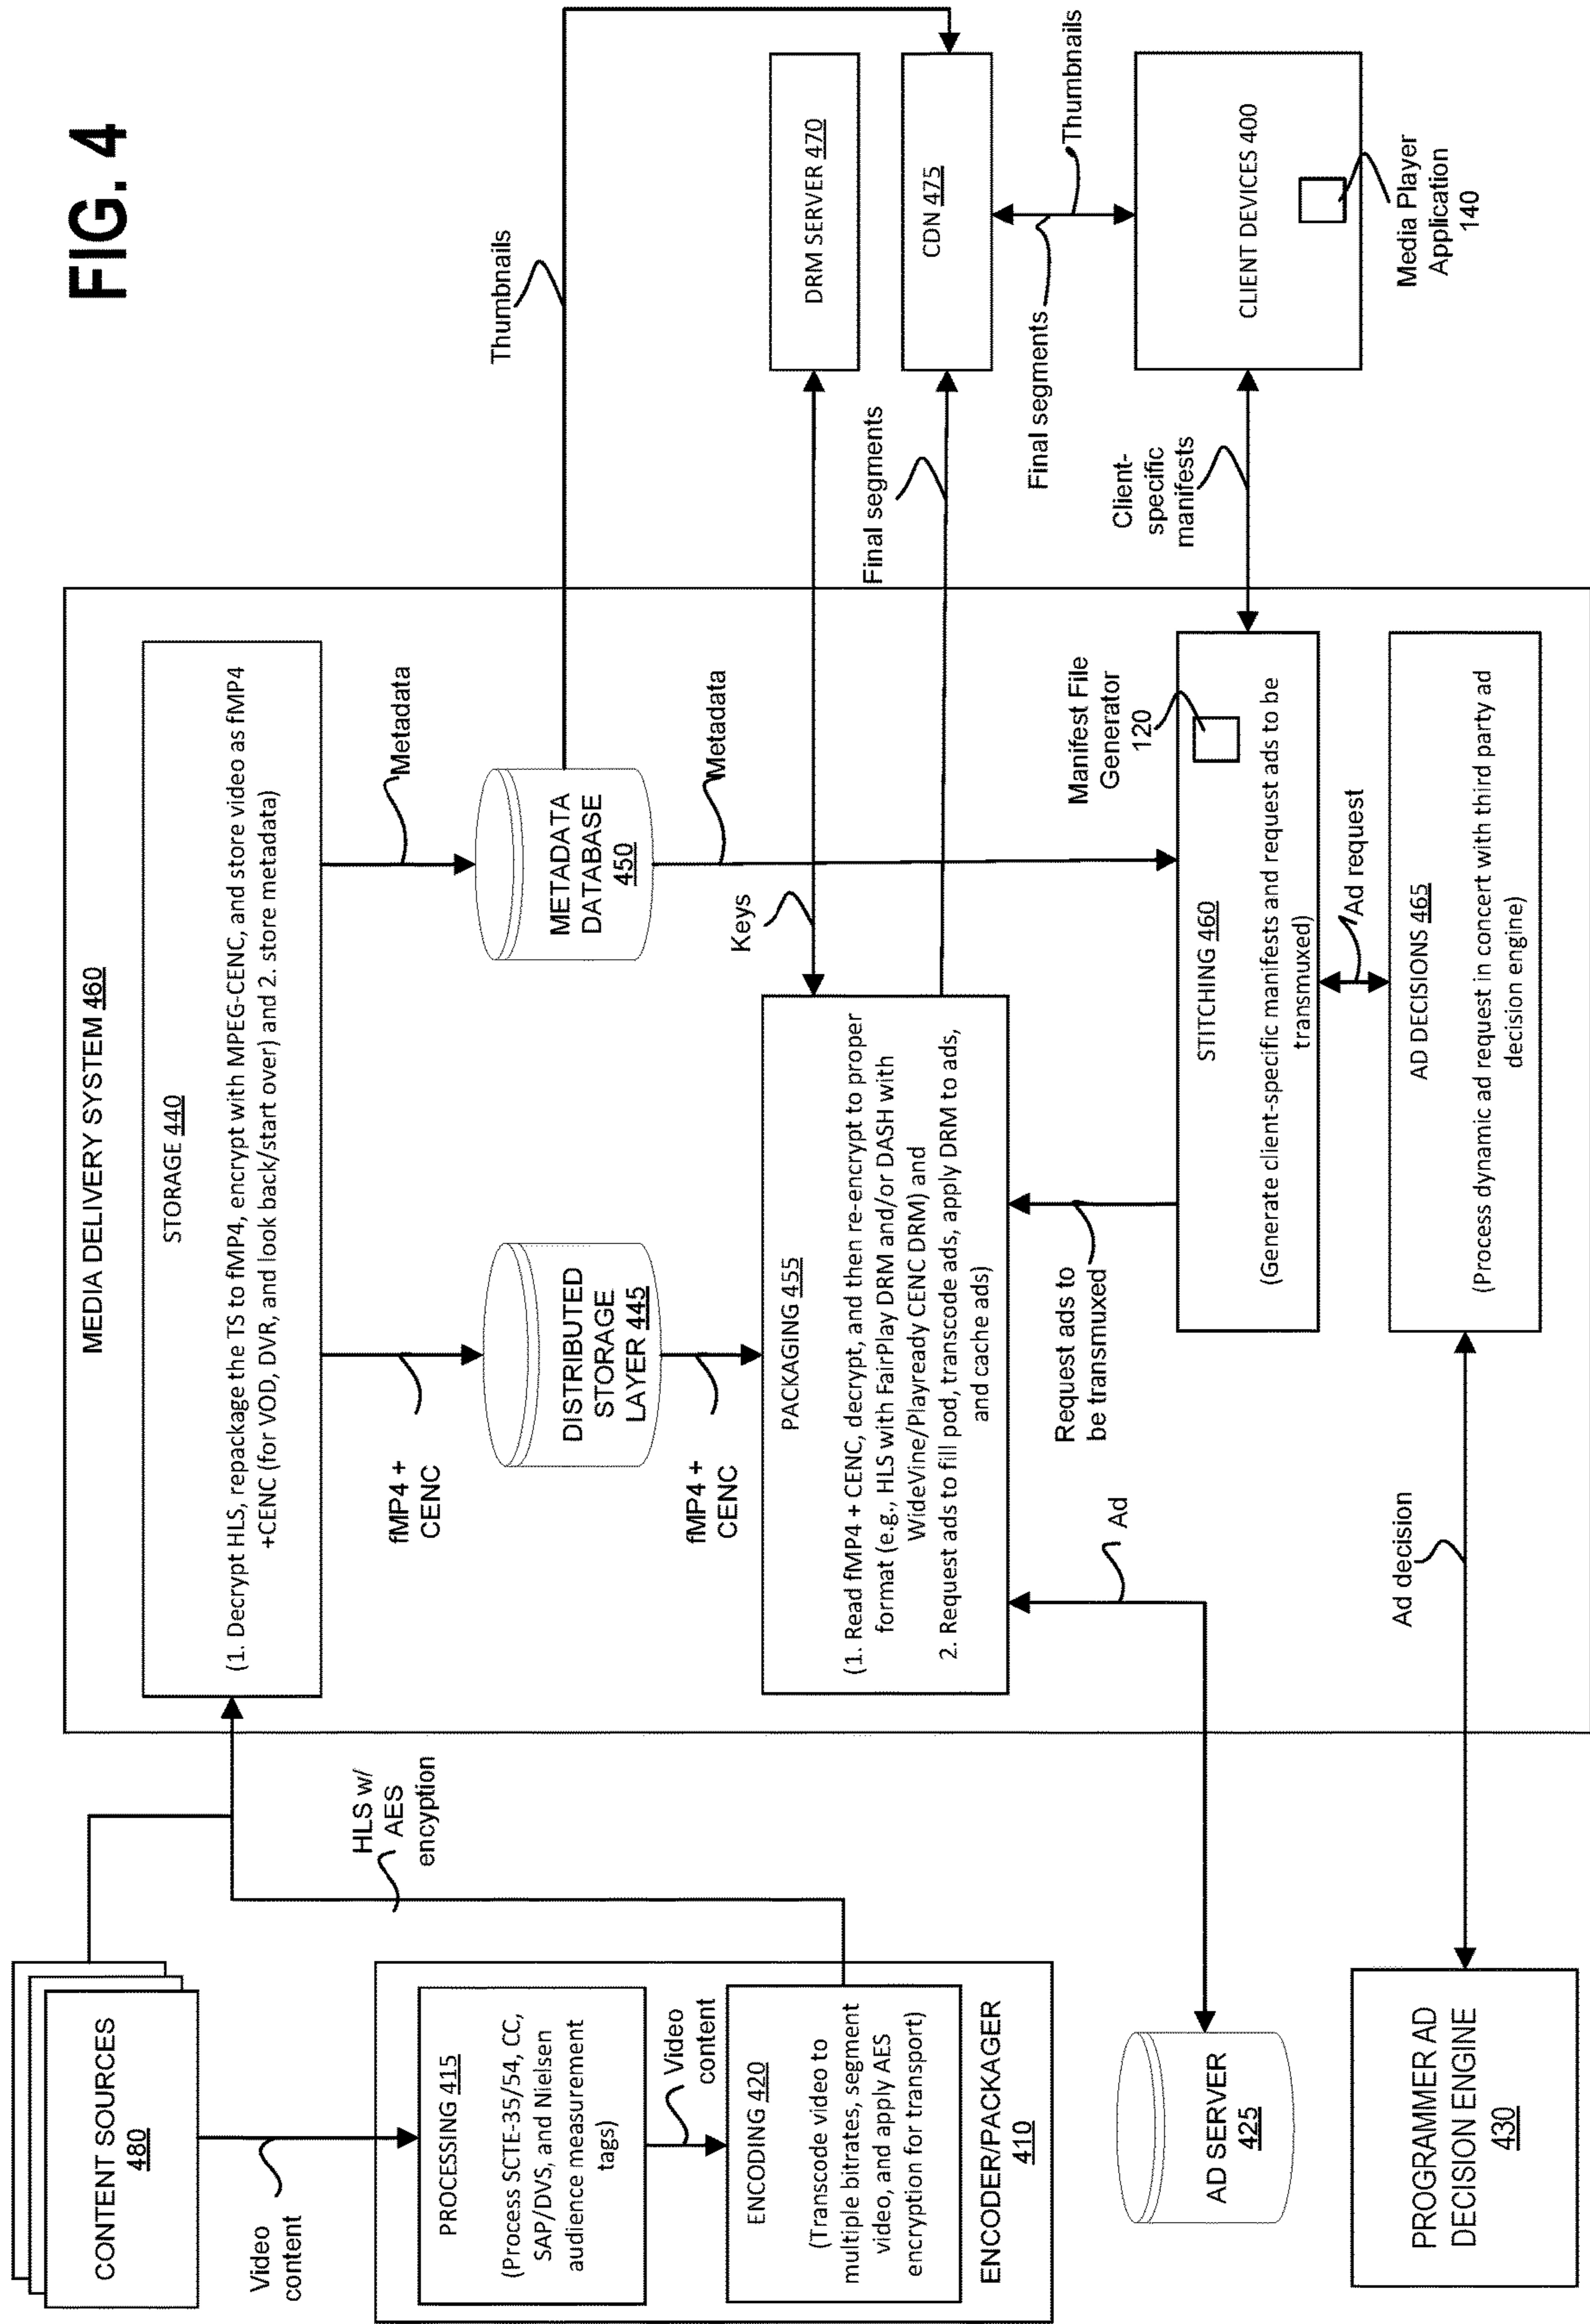 FIG. 4
CONTENT SOURCES
480
Video
content
PROCESSING 415
(Process SCTE-35/54, CC,
SAP/DVS, and Nielsen
audience measurement
tags)
Video
content
ENCODING 420
(Transcode video to
multiple bitrates, segment
video, and apply AES
encryption for transport)
ENCODER/PACKAGER
410
HLS w/
AES
encyption
AD SERVER
425
PROGRAMMER AD
DECISION ENGINE
430
MEDIA DELIVERY SYSTEM 460
STORAGE 440
(1. Decrypt HLS, repackage the TS to fMP4, encrypt with MPEG-CENC, and store video as fMP4
+CENC (for VOD, DVR, and look back/start over) and 2. store metadata)
fMP4 +
CENC
Metadata
DISTRIBUTED
STORAGE
LAYER 445
METADATA
DATABASE
450
fMP4 +
CENC
Metadata
Keys
PACKAGING 455
(1. Read fMP4 + CENC, decrypt, and then re-encrypt to proper
format (e.g., HLS with FairPlay DRM and/or DASH with
WideVine/Playready CENC DRM) and
2. Request ads to fill pod, transcode ads, apply DRM to ads,
and cache ads)
Ad
Request ads to
be transmuxed
Manifest File
Generator
120
STITCHING 460
(Generate client-specific manifests and request ads to be
transmuxed)
Ad request
AD DECISIONS 465
(Process dynamic ad request in concert with third party ad
decision engine)
Ad decision
Thumbnails
DRM SERVER 470
Final segments
CDN 475
Final segments
Thumbnails
Client-
specific
manifests
CLIENT DEVICES 400
Media Player
Application
140